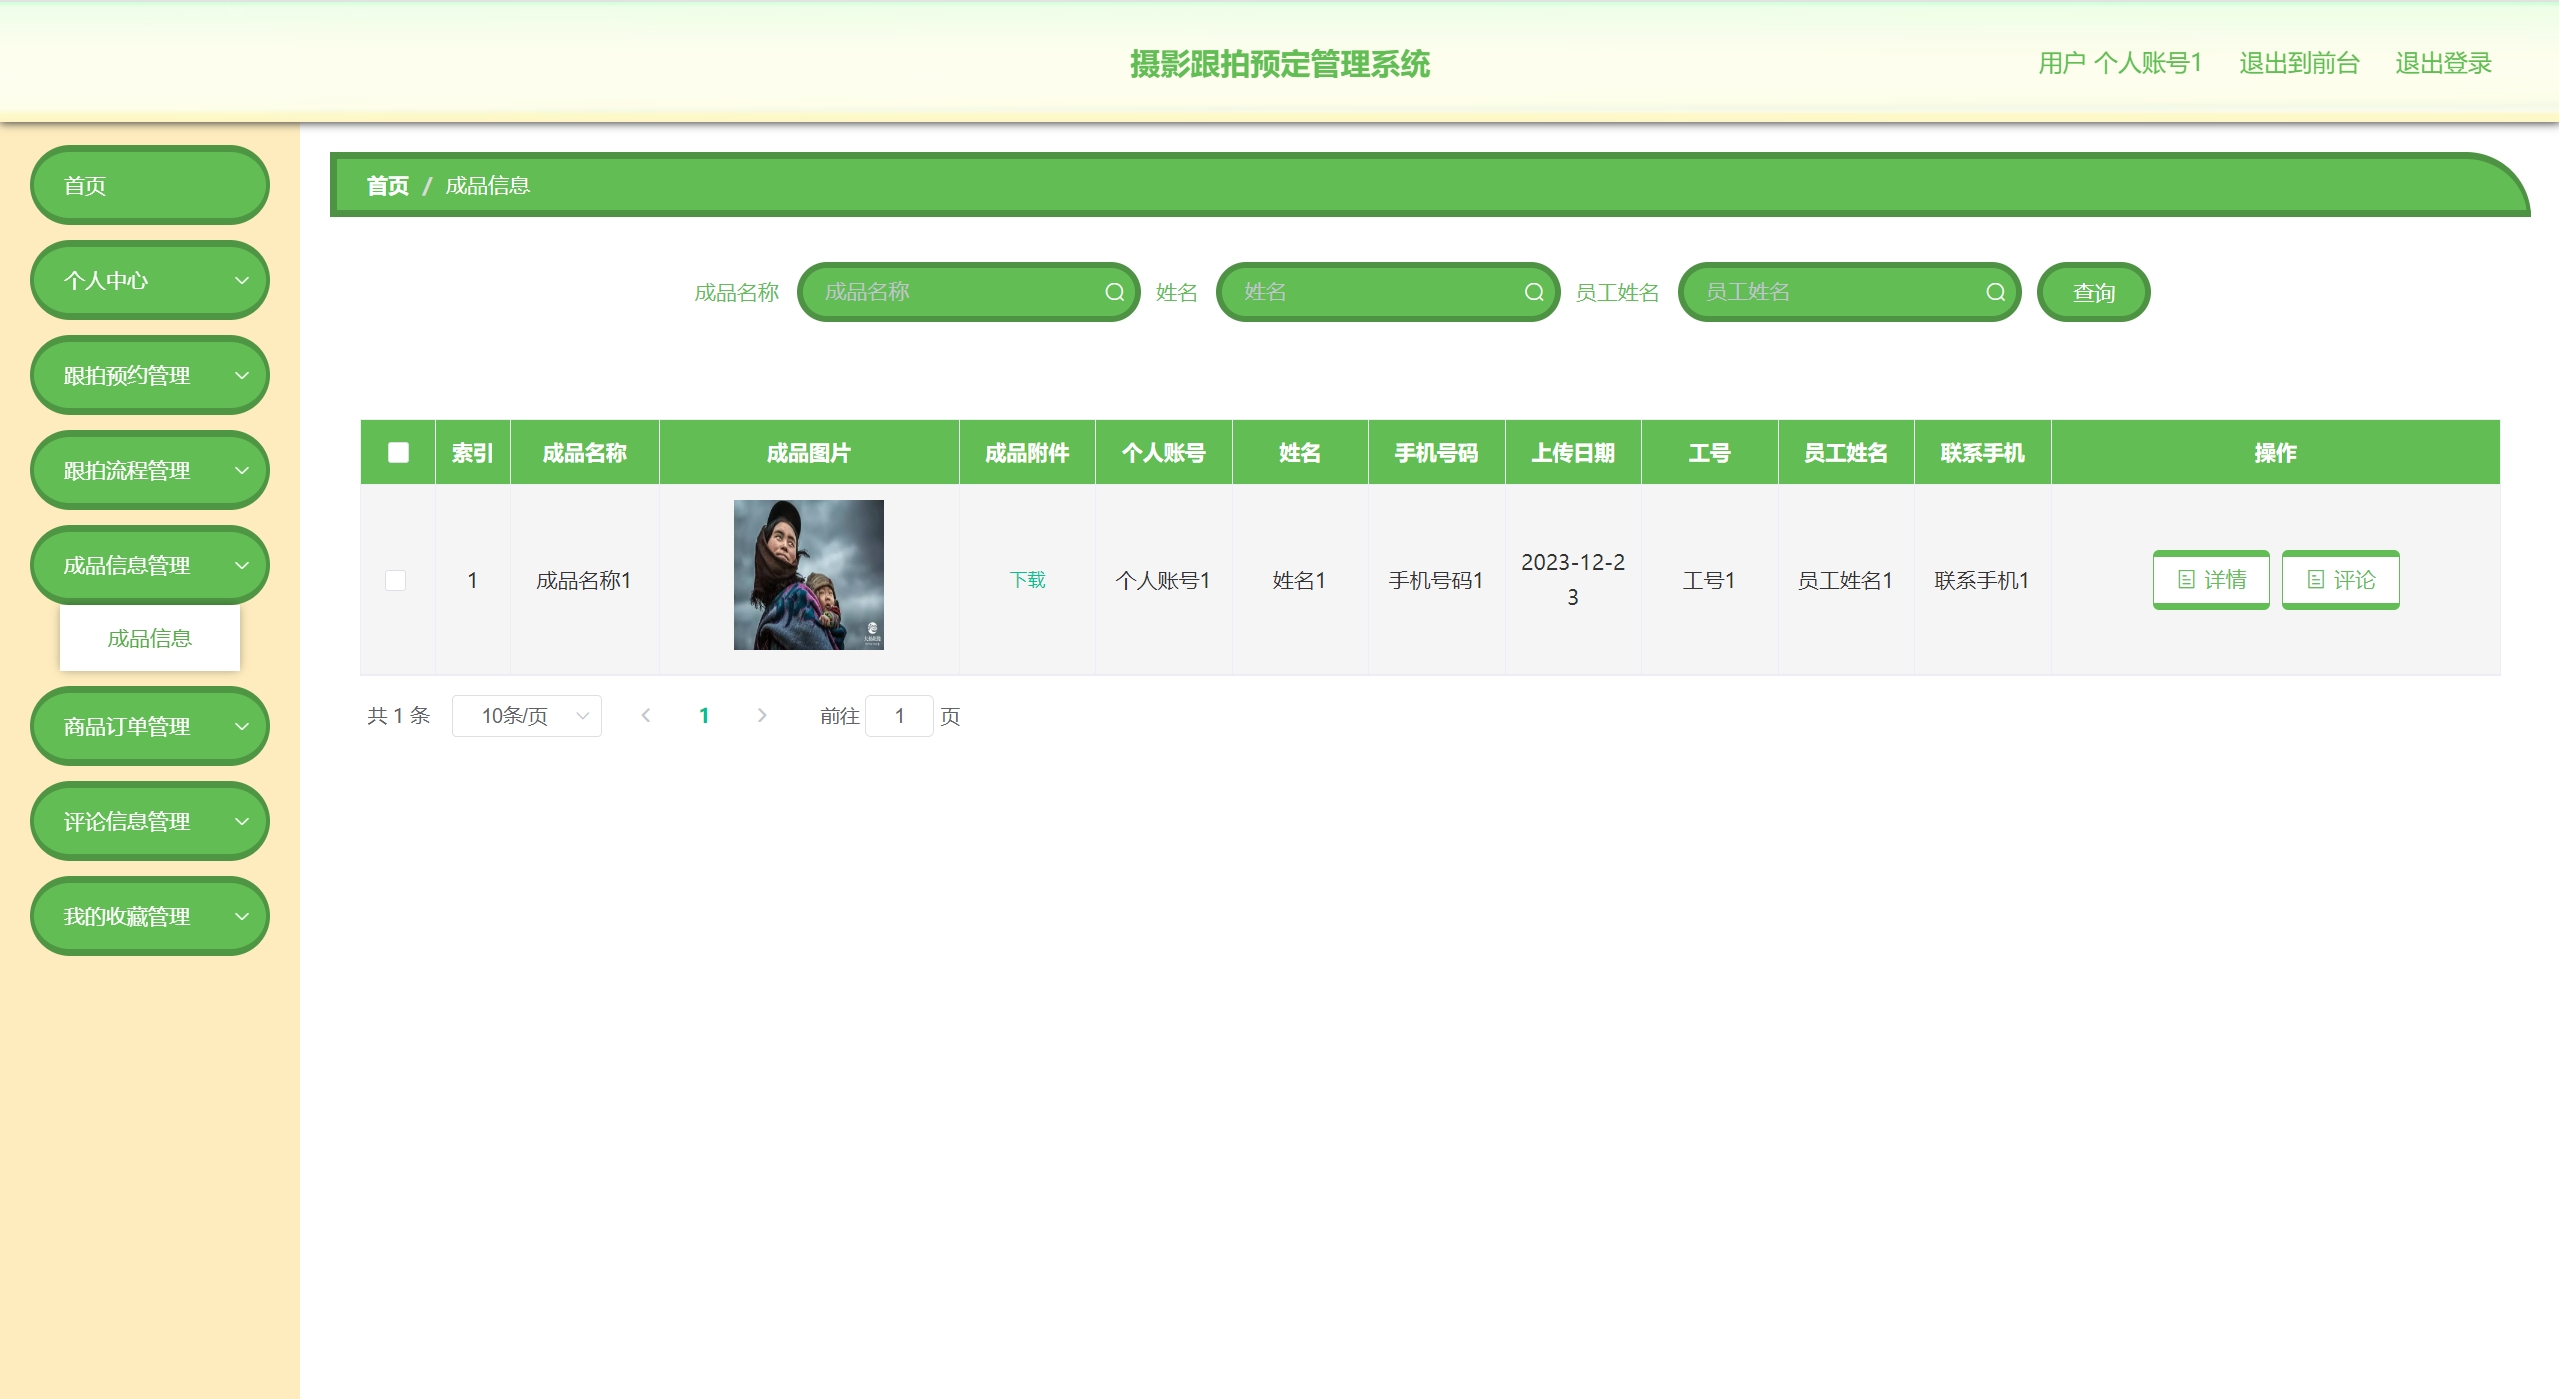 摄影跟拍预定管理系统
用户 个人账号1 退出到前台 退出登录
首页
个人中心
跟拍预约管理
跟拍流程管理
成品信息管理
成品信息
商品订单管理
评论信息管理
我的收藏管理
首页 / 成品信息
成品名称 成品名称 姓名 姓名 员工姓名 员工姓名 查询
索引 成品名称 成品图片 成品附件 个人账号 姓名 手机号码 上传日期 工号 员工姓名 联系手机 操作
1 成品名称1 下载 个人账号1 姓名1 手机号码1 2023-12-2
3 工号1 员工姓名1 联系手机1 详情 评论
共 1 条 10条/页 1 前往 1 页